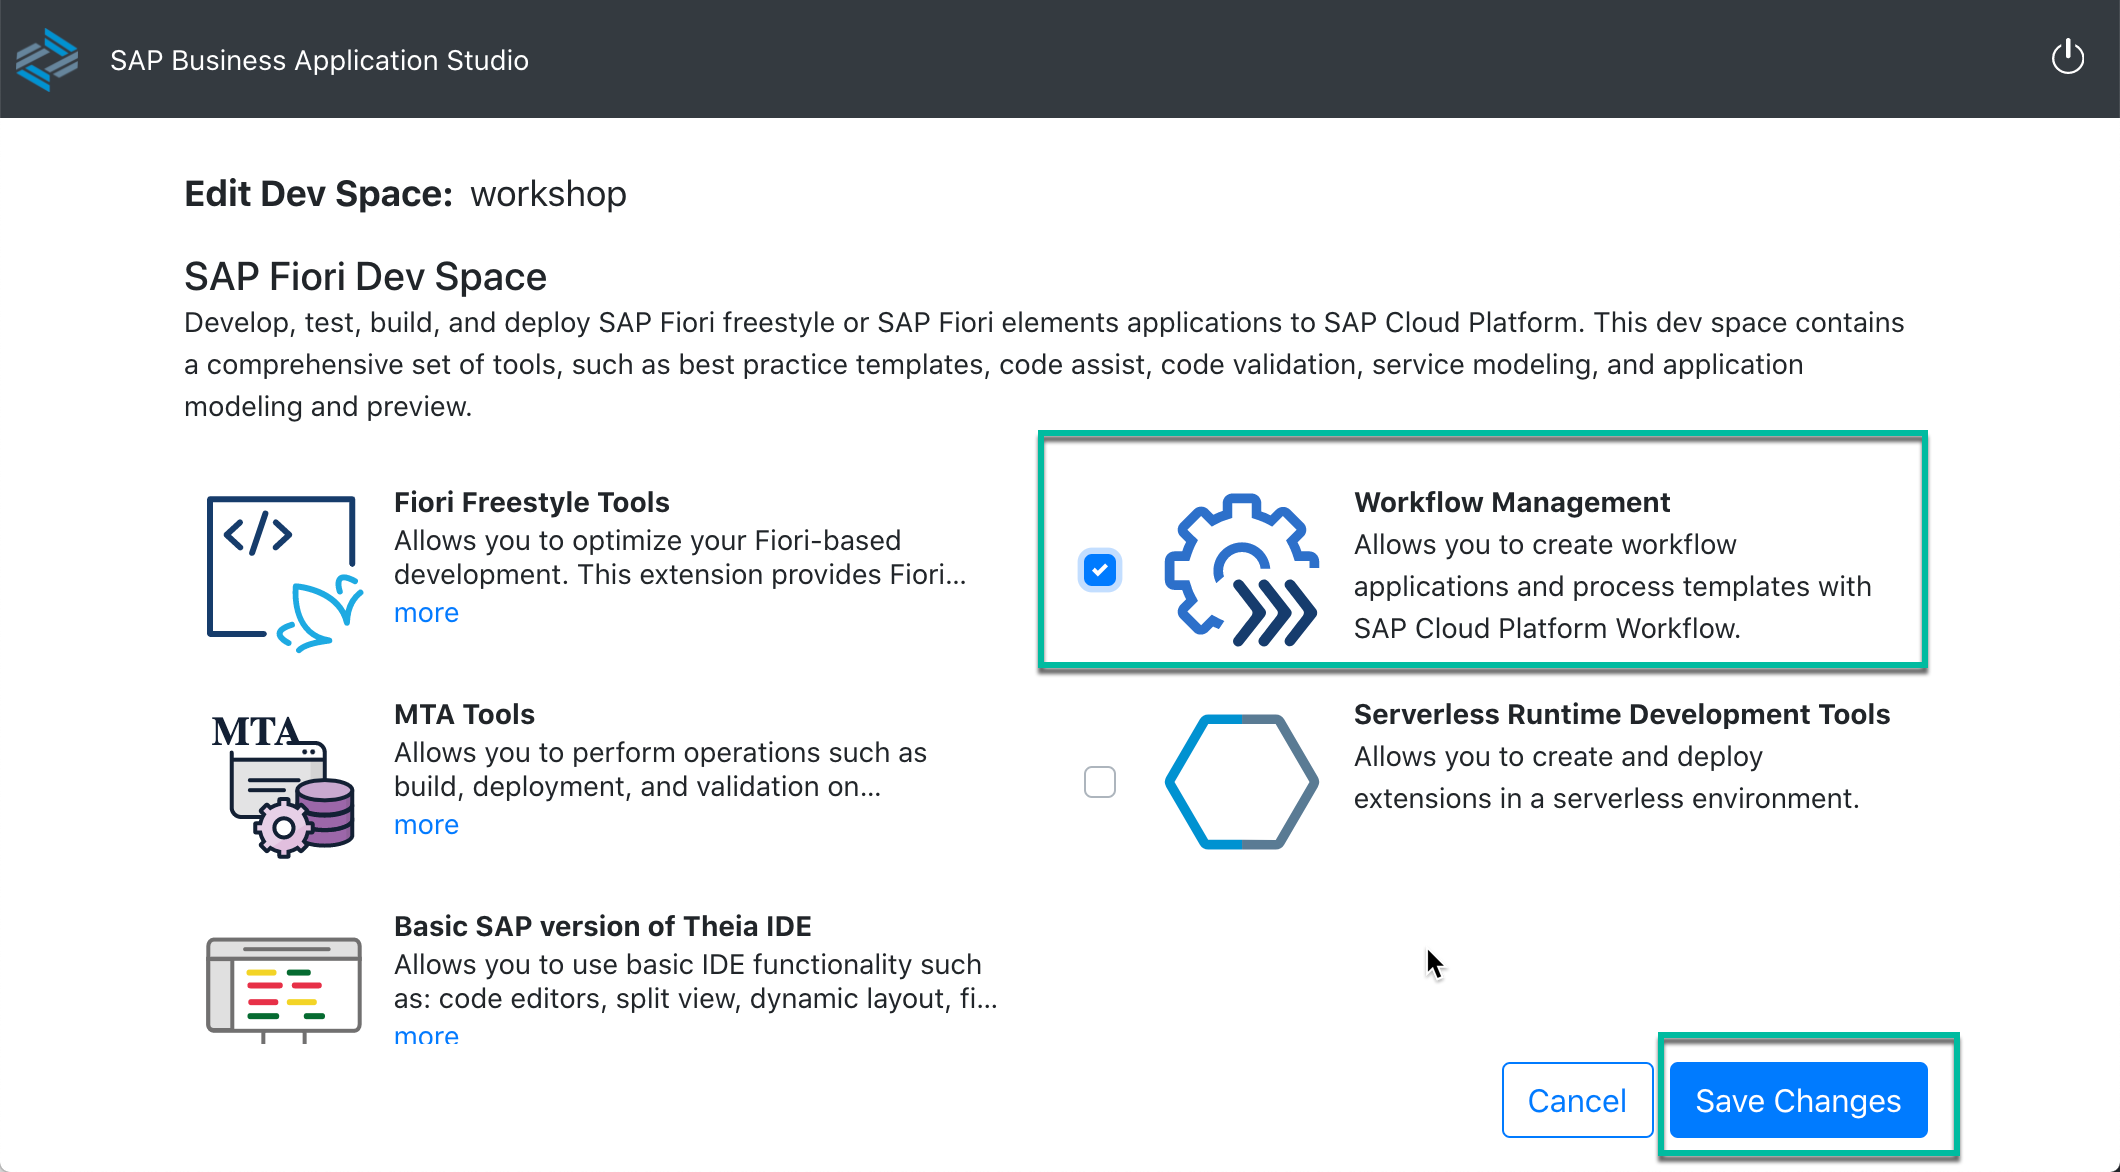 SAP Business Application Studio
Edit Dev Space: workshop
SAP Fiori Dev Space
Develop, test, build, and deploy SAP Fiori freestyle or SAP Fiori elements applications to SAP Cloud Platform. This dev space contains
a comprehensive set of tools, such as best practice templates, code assist, code validation, service modeling, and application
modeling and preview.
Fiori Freestyle Tools
Allows you to optimize your Fiori-based
development. This extension provides Fiori...
more
Workflow Management
Allows you to create workflow
applications and process templates with
SAP Cloud Platform Workflow.
MTA
MTA Tools
Allows you to perform operations such as
build, deployment, and validation on...
more
Serverless Runtime Development Tools
Allows you to create and deploy
extensions in a serverless environment.
Basic SAP version of Theia IDE
Allows you to use basic IDE functionality such
as: code editors, split view, dynamic layout, fi...
more
Cancel
Save Changes